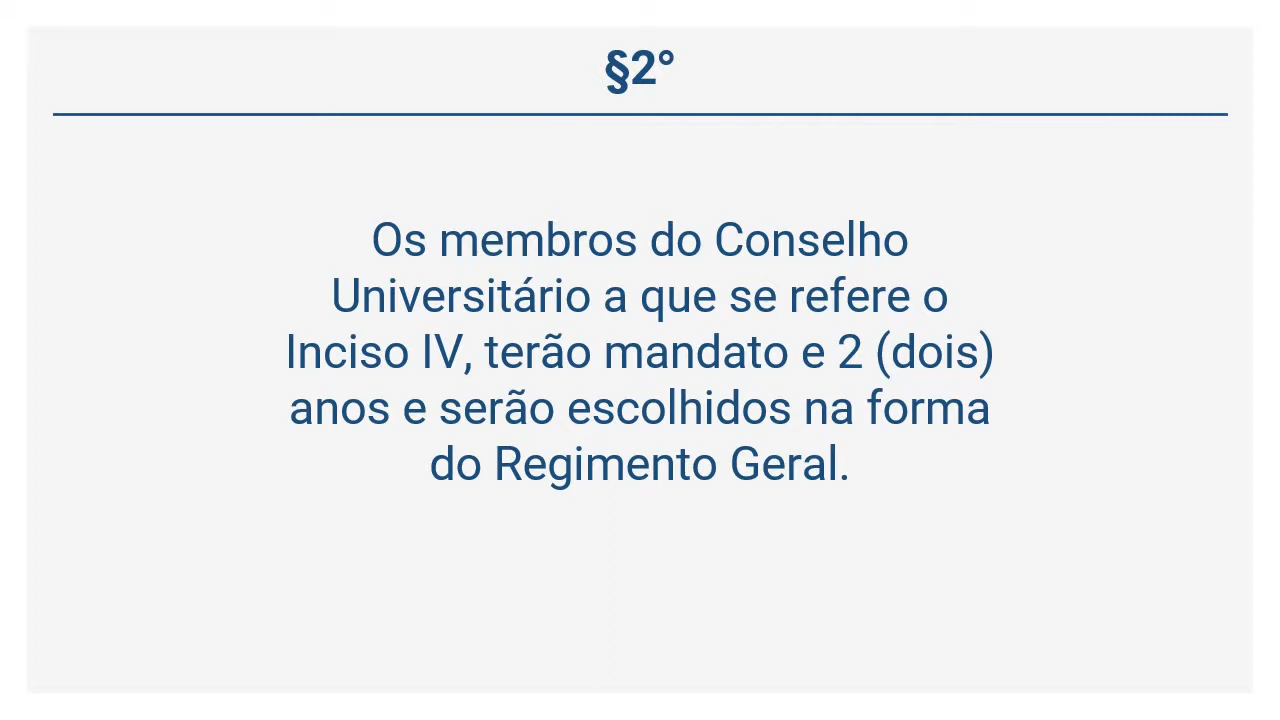 §2°
Os membros do Conselho
Universitário a que se refere o
Inciso IV, terão mandato e 2 (dois)
anos e serão escolhidos na forma
do Regimento Geral.